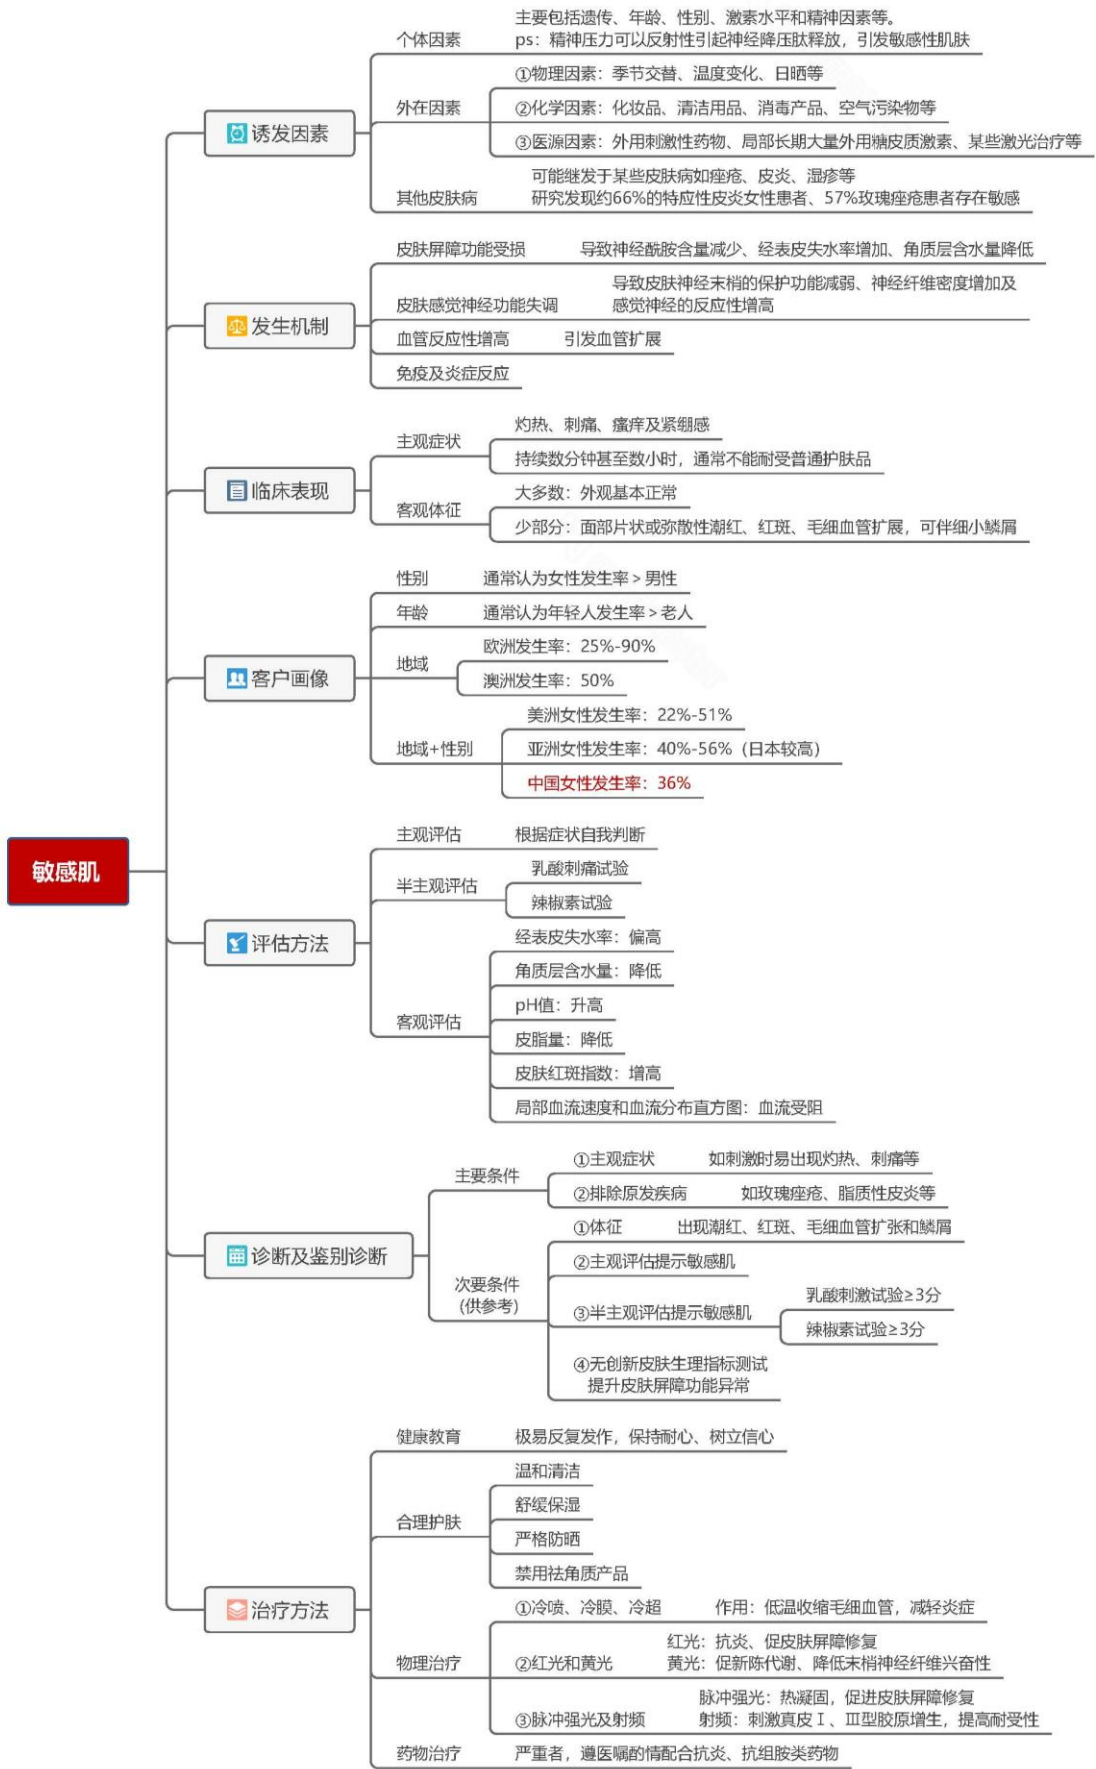 敏感肌
诱发因素
个体因素
主要包括遗传、年龄、性别、激素水平和精神因素等。
ps：精神压力可以反射性引起神经降压肽释放，引发敏感性肌肤
外在因素
①物理因素：季节交替、温度变化、日晒等
②化学因素：化妆品、清洁用品、消毒产品、空气污染物等
③医源因素：外用刺激性药物、局部长期大量外用糖皮质激素、某些激光治疗等
其他皮肤病
可能继发于某些皮肤病如痤疮、皮炎、湿疹等
研究发现约66%的特应性皮炎女性患者、57%玫瑰痤疮患者存在敏感
发生机制
皮肤屏障功能受损 导致神经酰胺含量减少、经表皮失水率增加、角质层含水量降低
皮肤感觉神经功能失调
导致皮肤神经末梢的保护功能减弱、神经纤维密度增加及
感觉神经的反应性增高
血管反应性增高 引发血管扩展
免疫及炎症反应
临床表现
主观症状
灼热、刺痛、瘙痒及紧绷感
持续数分钟甚至数小时，通常不能耐受普通护肤品
客观体征
大多数：外观基本正常
少部分：面部片状或弥散性潮红、红斑、毛细血管扩展，可伴细小鳞屑
客户画像
性别 通常认为女性发生率＞男性
年龄 通常认为年轻人发生率＞老人
地域
欧洲发生率：25%-90%
澳洲发生率：50%
地域+性别
美洲女性发生率：22%-51%
亚洲女性发生率：40%-56%（日本较高）
中国女性发生率：36%
评估方法
主观评估 根据症状自我判断
半主观评估
乳酸刺痛试验
辣椒素试验
客观评估
经表皮失水率：偏高
角质层含水量：降低
pH值：升高
皮脂量：降低
皮肤红斑指数：增高
局部血流速度和血流分布直方图：血流受阻
诊断及鉴别诊断
主要条件
①主观症状 如刺激时易出现灼热、刺痛等
②排除原发疾病 如玫瑰痤疮、脂质性皮炎等
次要条件
(供参考)
①体征 出现潮红、红斑、毛细血管扩张和鳞屑
②主观评估提示敏感肌
③半主观评估提示敏感肌
乳酸刺激试验≥3分
辣椒素试验≥3分
④无创新皮肤生理指标测试
提升皮肤屏障功能异常
治疗方法
健康教育 极易反复发作，保持耐心、树立信心
合理护肤
温和清洁
舒缓保湿
严格防晒
禁用祛角质产品
物理治疗
①冷喷、冷膜、冷超 作用：低温收缩毛细血管，减轻炎症
②红光和黄光
红光：抗炎、促皮肤屏障修复
黄光：促新陈代谢、降低末梢神经纤维兴奋性
③脉冲强光及射频
脉冲强光：热凝固，促进皮肤屏障修复
射频：刺激真皮Ⅰ、Ⅲ型胶原增生，提高耐受性
药物治疗 严重者，遵医嘱酌情配合抗炎、抗组胺类药物